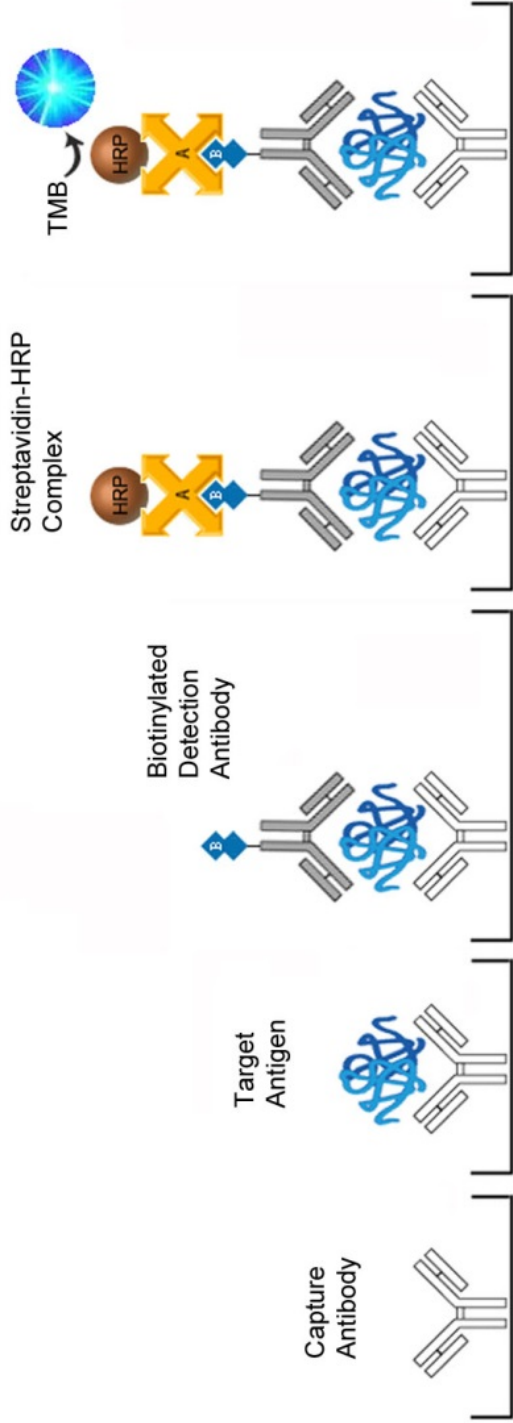 Capture
Antibody
Target
Antigen
B
Biotinylated
Detection
Antibody
Streptavidin-HRP
Complex
HRP
A
B
TMB
HRP
A
B